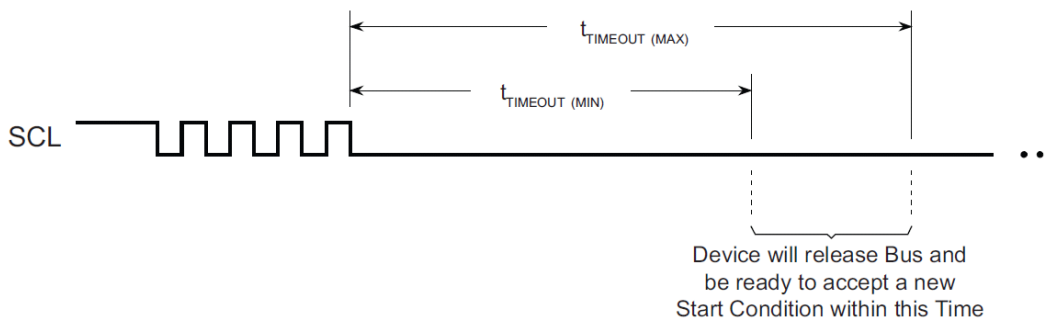 tTIMEOUT (MAX)
tTIMEOUT (MIN)
SCL
Device will release Bus and
be ready to accept a new
Start Condition within this Time